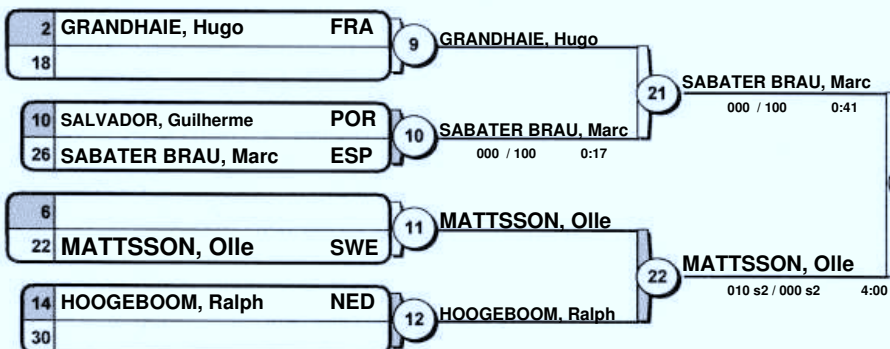 2 GRANDHAIE, Hugo FRA
18
9 GRANDHAIE, Hugo
10 SALVADOR, Guilherme POR
26 SABATER BRAU, Marc ESP
10 SABATER BRAU, Marc
000 / 100 0:17
21 SABATER BRAU, Marc
000 / 100 0:41
6
22 MATTSSON, Olle SWE
11 MATTSSON, Olle
14 HOOGEBOOM, Ralph NED
30
12 HOOGEBOOM, Ralph
22 MATTSSON, Olle
010 s2 / 000 s2 4:00